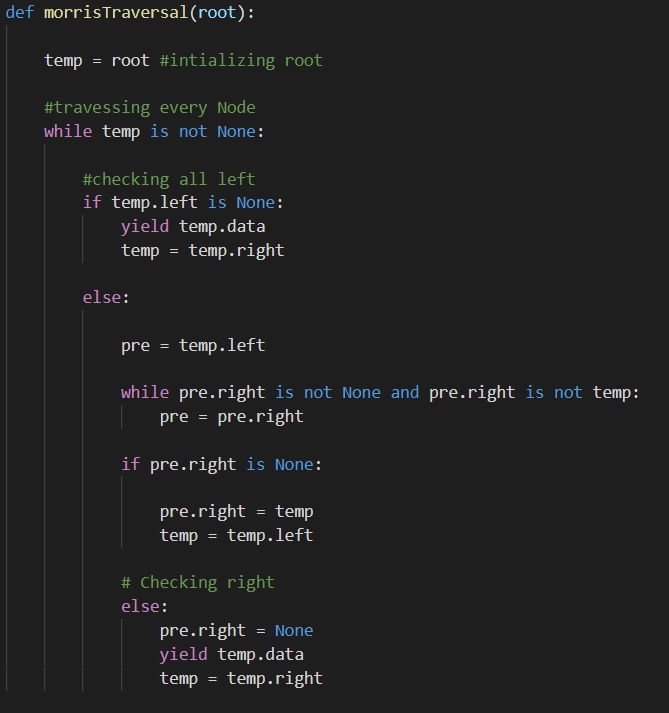 def morrisTraversal(root):
temp = root #intializing root
#travessing every Node
while temp is not None:
#checking all left
if temp.left is None:
yield temp.data
temp = temp.right
else:
pre = temp.left
while pre.right is not None and pre.right is not temp:
pre = pre.right
if pre.right is None:
pre.right = temp
temp = temp.left
# Checking right
else:
pre.right = None
yield temp.data
temp = temp.right